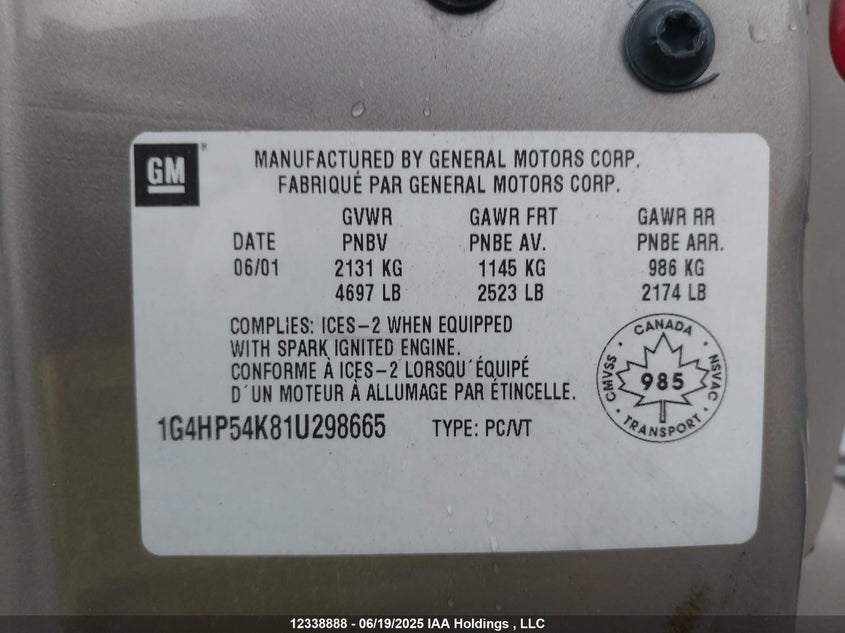 GM
MANUFACTURED BY GENERAL MOTORS CORP.
FABRIQUÉ PAR GENERAL MOTORS CORP.
GVWR GAWR FRT GAWR RR
DATE PNBV PNBE AV. PNBE ARR.
06/01 2131 KG 1145 KG 986 KG
4697 LB 2523 LB 2174 LB
COMPLIES: ICES-2 WHEN EQUIPPED
WITH SPARK IGNITED ENGINE.
CONFORME À ICES-2 LORSQU´ÉQUIPÉ
D´UN MOTEUR À ALLUMAGE PAR ÉTINCELLE.
CANADA
CMVSS 985 NSVAC
TRANSPORT
1G4HP54K81U298665 TYPE: PC/VT
12338888 - 06/19/2025 IAA Holdings , LLC